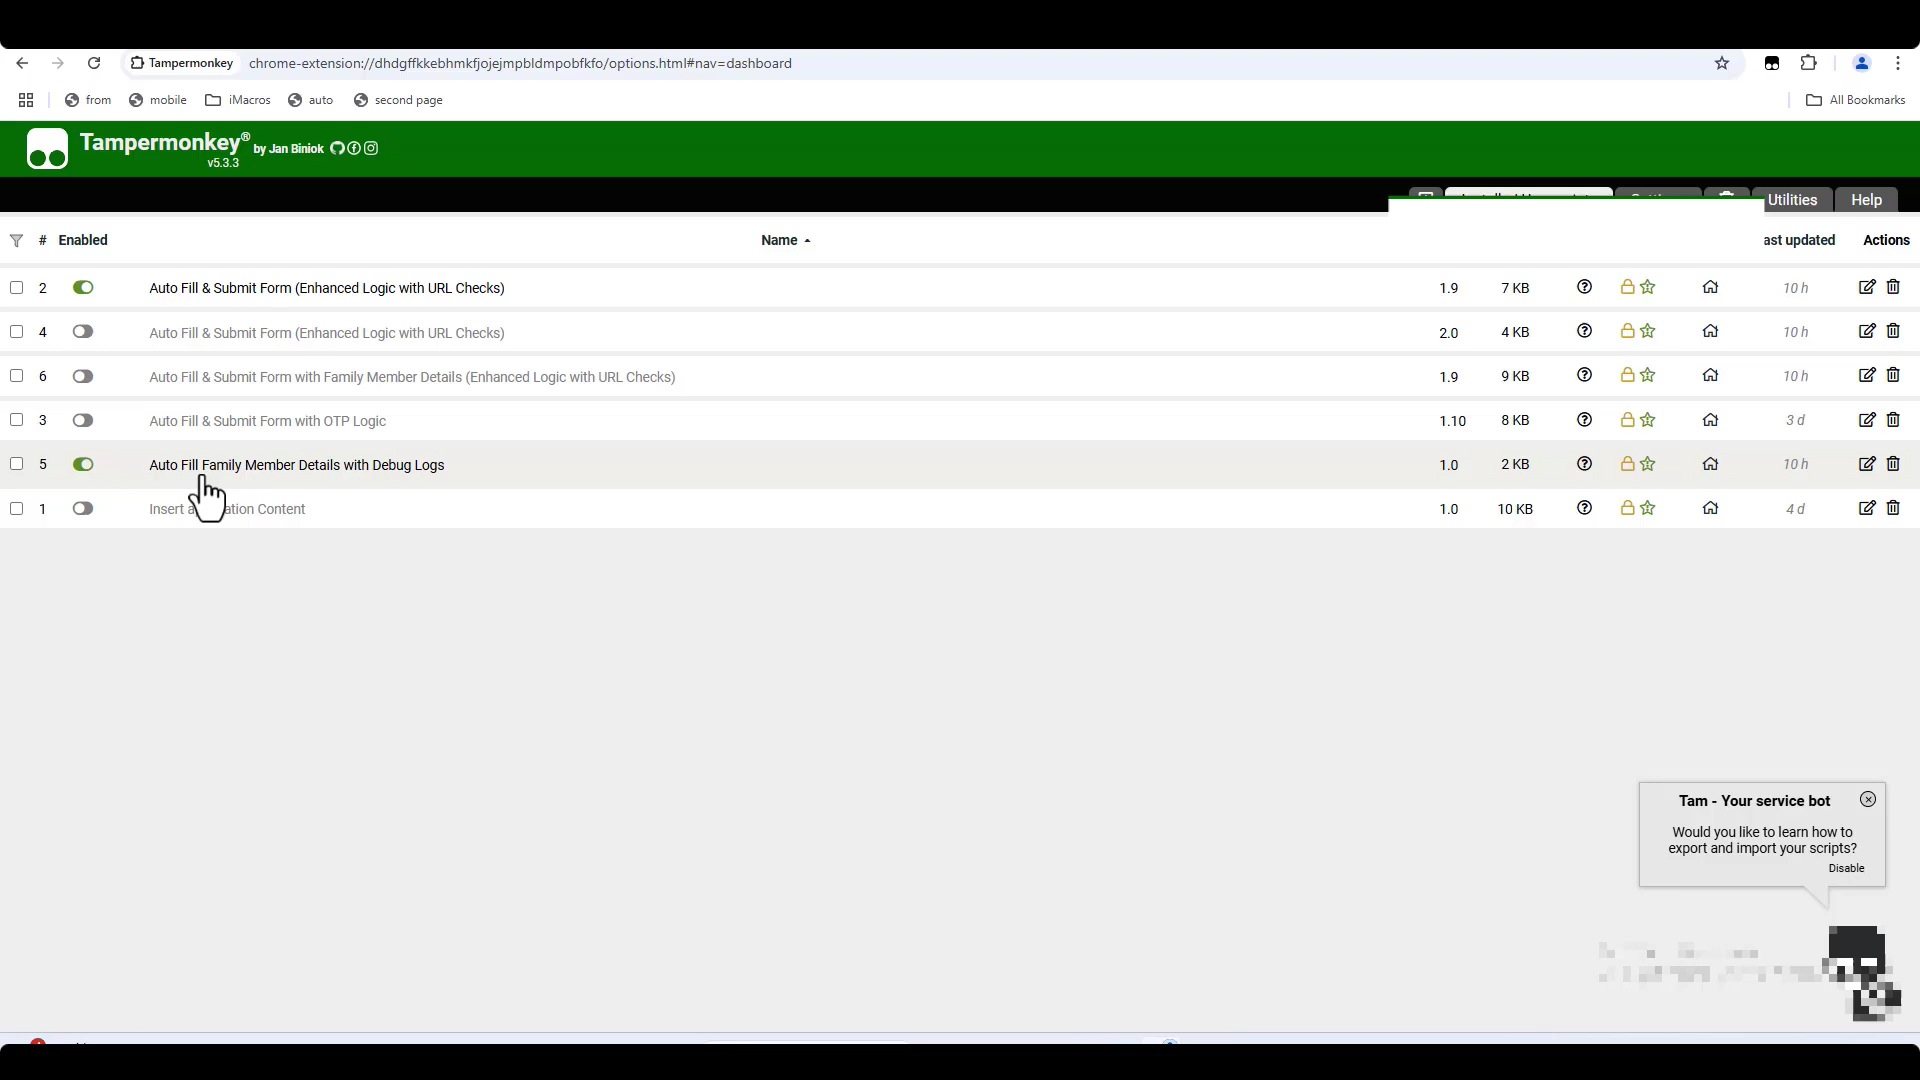 Tampermonkey chrome-extension://dhdgffkkebhmkfjojejmpbldmpobfkfo/options.html#nav=dashboard
from mobile iMacros auto second page All Bookmarks
Tampermonkey® by Jan Biniok
v5.3.3
Utilities Help
# Enabled Name ast updated Actions
2 Auto Fill & Submit Form (Enhanced Logic with URL Checks) 1.9 7 KB 10 h
4 Auto Fill & Submit Form (Enhanced Logic with URL Checks) 2.0 4 KB 10 h
6 Auto Fill & Submit Form with Family Member Details (Enhanced Logic with URL Checks) 1.9 9 KB 10 h
3 Auto Fill & Submit Form with OTP Logic 1.10 8 KB 3 d
5 Auto Fill Family Member Details with Debug Logs 1.0 2 KB 10 h
1 Insert Content 1.0 10 KB 4 d
Tam - Your service bot
Would you like to learn how to
export and import your scripts?
Disable